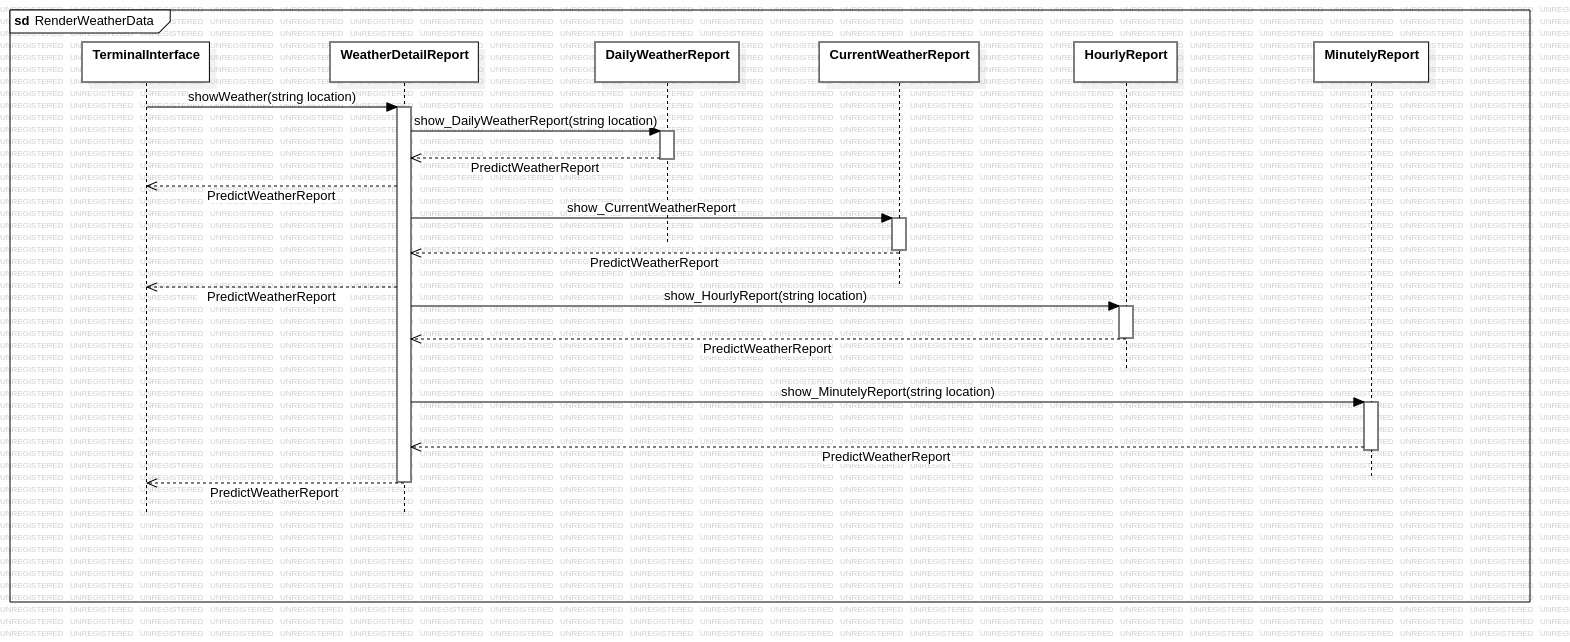 sd RenderWeatherData
TerminalInterface
WeatherDetailReport
DailyWeatherReport
CurrentWeatherReport
HourlyReport
MinutelyReport
showWeather(string location)
show_DailyWeatherReport(string location)
PredictWeatherReport
PredictWeatherReport
show_CurrentWeatherReport
PredictWeatherReport
PredictWeatherReport
show_HourlyReport(string location)
PredictWeatherReport
show_MinutelyReport(string location)
PredictWeatherReport
PredictWeatherReport
UNREGISTERED